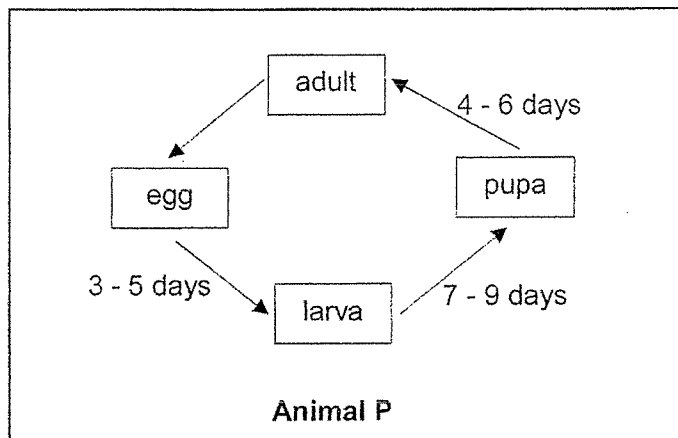 adult
4 - 6 days
egg
pupa
3 - 5 days
larva
7 - 9 days
Animal P